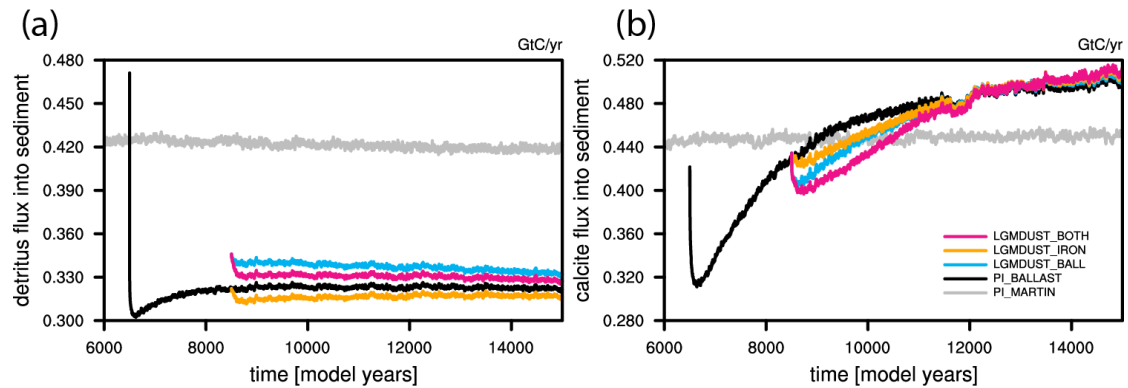 (a)
GtC/yr
detritus flux into sediment
0.480
0.450
0.420
0.390
0.360
0.330
0.300
6000 8000 10000 12000 14000
time [model years]
(b)
GtC/yr
calcite flux into sediment
0.520
0.480
0.440
0.400
0.360
0.320
0.280
LGMDUST_BOTH
LGMDUST_IRON
LGMDUST_BALL
PI_BALLAST
PI_MARTIN
6000 8000 10000 12000 14000
time [model years]